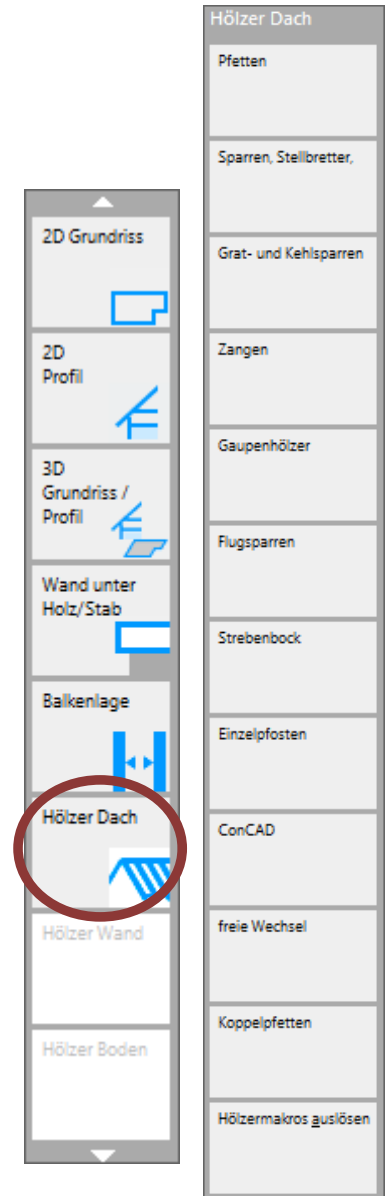 2D Grundriss
2D
Profil
3D
Grundriss /
Profil
Wand unter
Holz/Stab
Balkenlage
Hölzer Dach
Hölzer Wand
Hölzer Boden
Hölzer Dach
Pfetten
Sparren, Stellbretter,
Grat- und Kehlsparren
Zangen
Gaupenhölzer
Flugsparren
Strebenbock
Einzelpfosten
ConCAD
freie Wechsel
Koppelpfetten
Hölzermakros auslösen